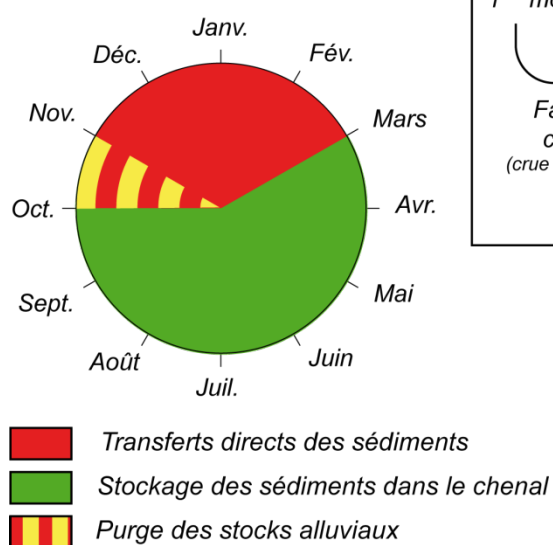 Janv.
Fév.
Mars
Avr.
Mai
Juin
Juil.
Août
Sept.
Oct.
Nov.
Déc.
(crue
Transferts directs des sédiments
Stockage des sédiments dans le chenal
Purge des stocks alluviaux